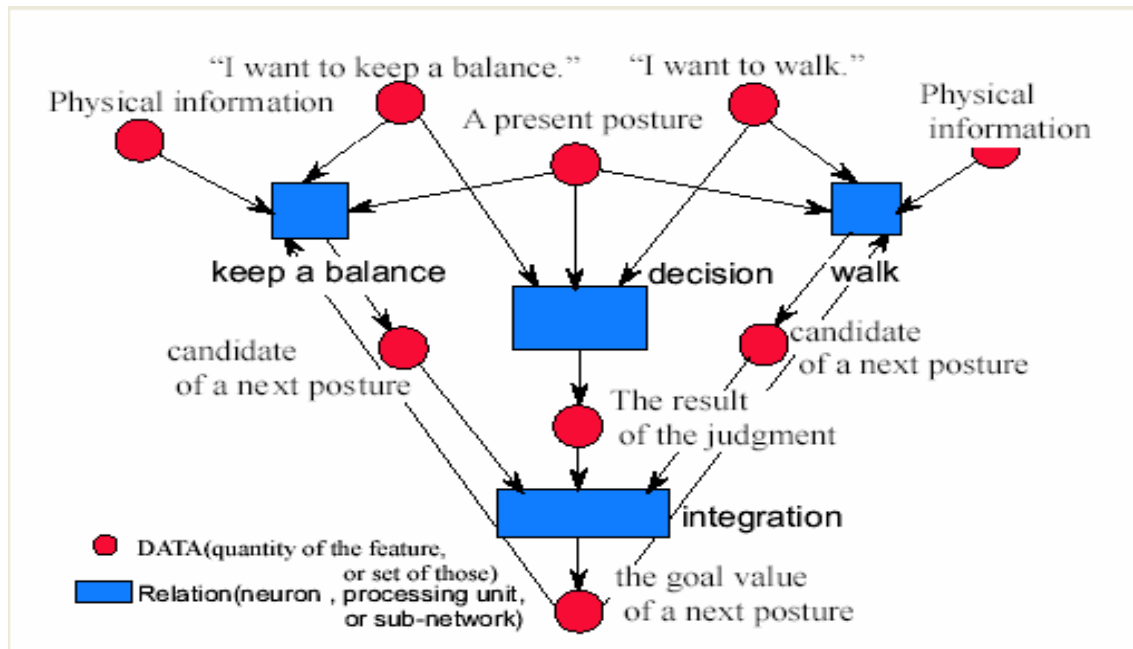 “I want to keep a balance.”
“I want to walk.”
Physical information
A present posture
Physical
information
keep a balance
decision
walk
candidate
of a next posture
candidate
of a next posture
The result
of the judgment
integration
DATA(quantity of the feature,
or set of those)
Relation(neuron , processing unit,
or sub-network)
the goal value
of a next posture